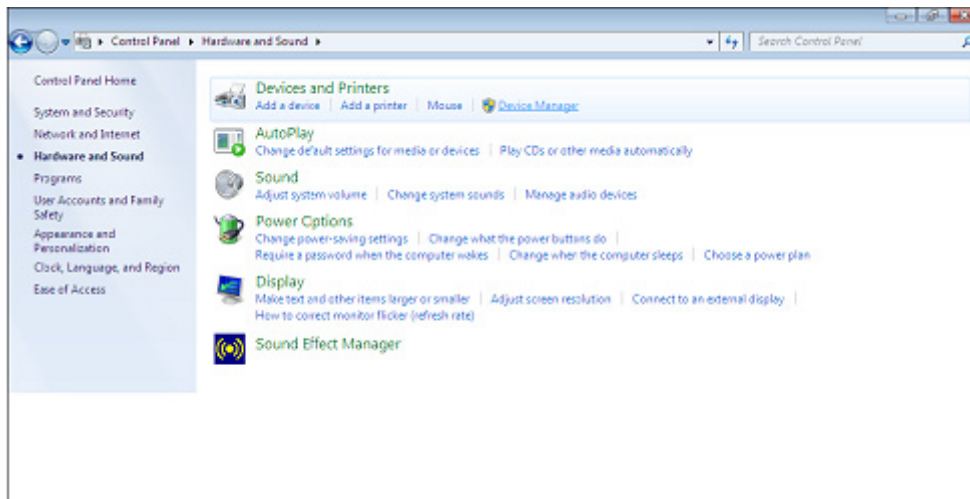 Control Panel ▸ Hardware and Sound ▸
Search Control Panel
Control Panel Home
System and Security
Network and Internet
Hardware and Sound
Programs
User Accounts and Family
Safety
Appearance and
Personalization
Clock, Language, and Region
Ease of Access
Devices and Printers
Add a device | Add a printer | Mouse | Device Manager
AutoPlay
Change default settings for media or devices | Play CDs or other media automatically
Sound
Adjust system volume | Change system sounds | Manage audio devices
Power Options
Change power-saving settings | Change what the power buttons do |
Require a password when the computer wakes | Change when the computer sleeps | Choose a power plan
Display
Make text and other items larger or smaller | Adjust screen resolution | Connect to an external display |
How to correct monitor flicker (refresh rate)
Sound Effect Manager